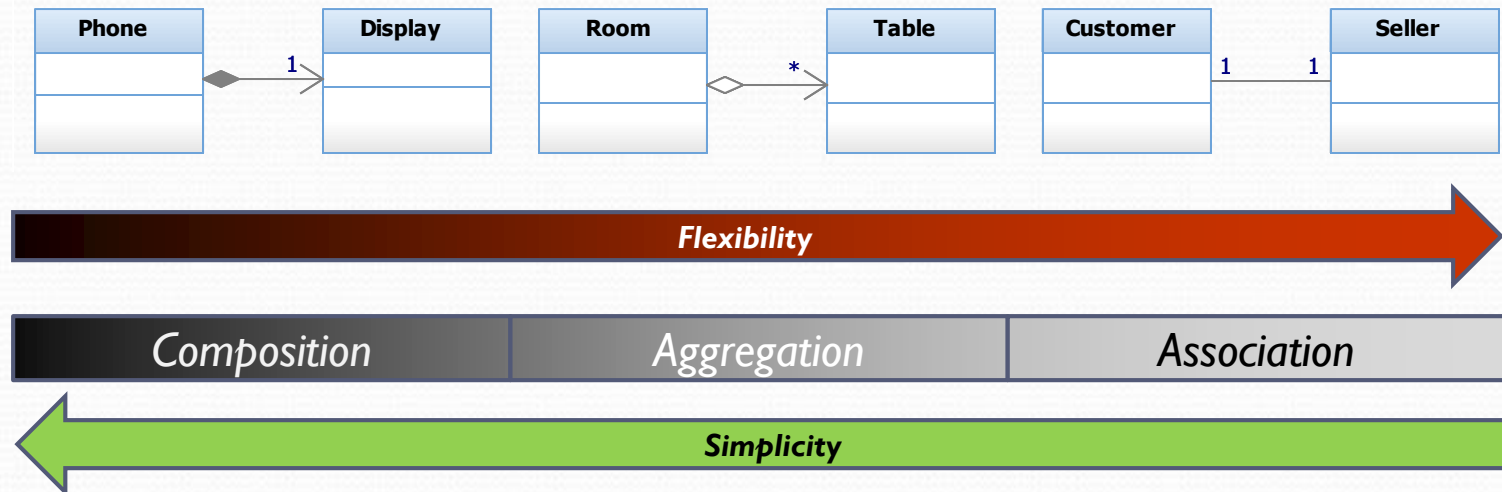 Phone
Display
Room
Table
Customer
Seller
1
*
1
1
Flexibility
Composition
Aggregation
Association
Simplicity